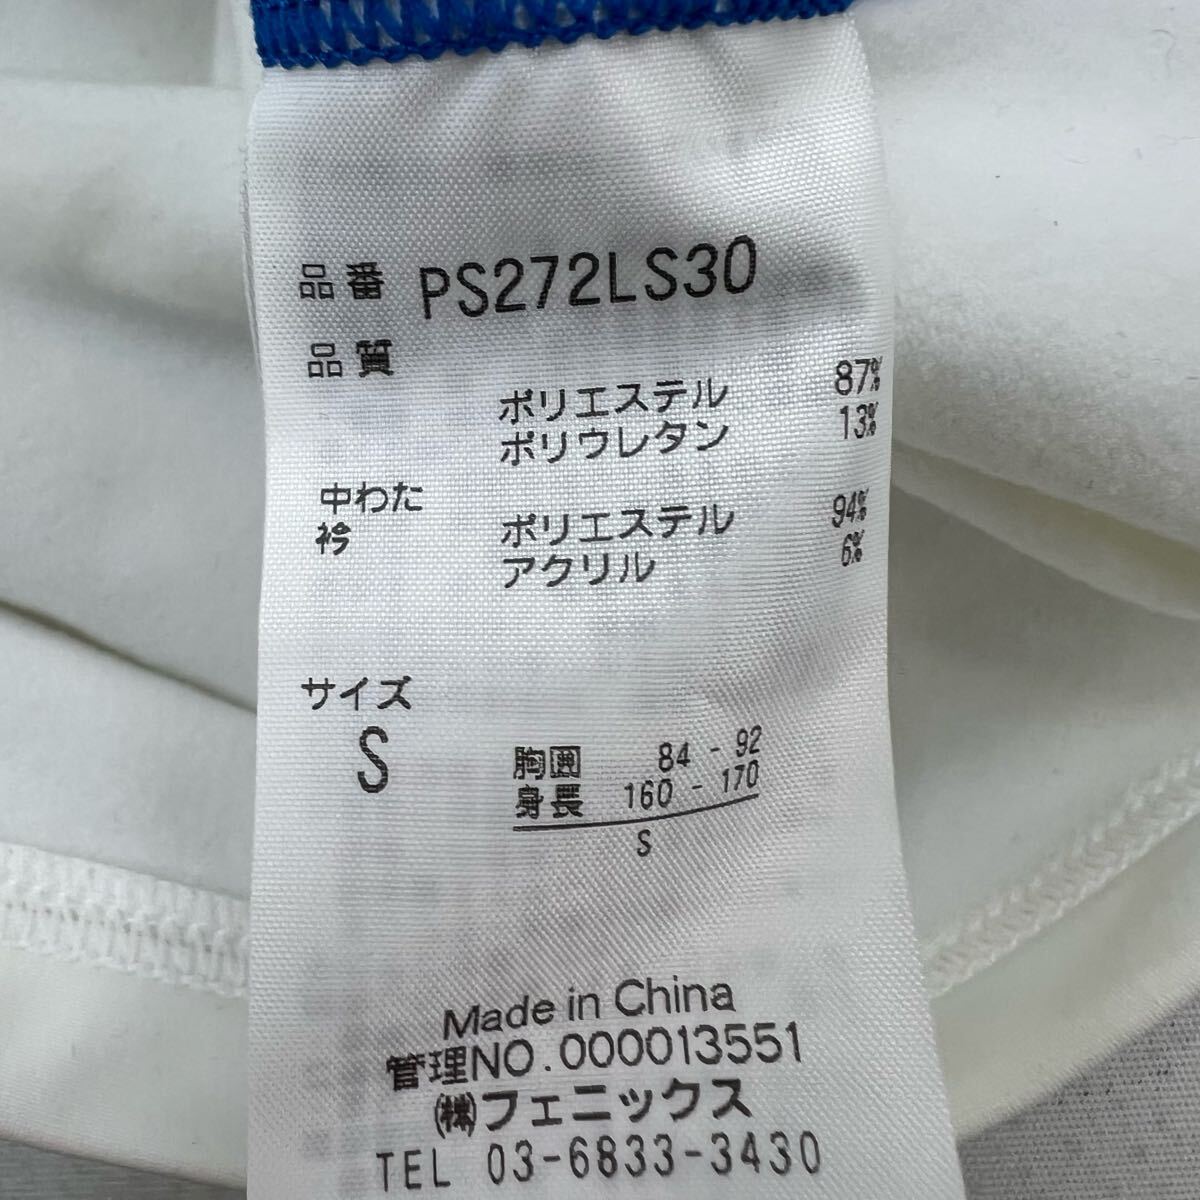 品番 PS272LS30
品質
ポリエステル 87%
ポリウレタン 13%
中わた
衿 ポリエステル 94%
アクリル 6%
サイズ
S
胸囲 84 - 92
身長 160 - 170
S
Made in China
管理NO.000013551
㈱フェニックス
TEL 03-6833-3430